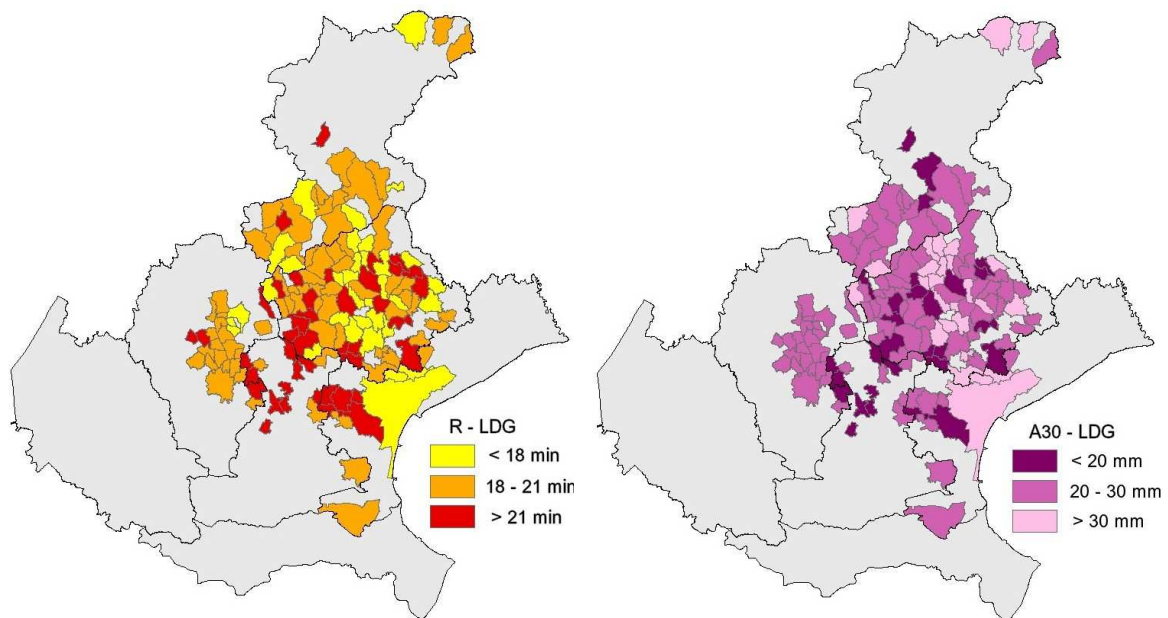 R - LDG
< 18 min
18 - 21 min
> 21 min
A30 - LDG
< 20 mm
20 - 30 mm
> 30 mm